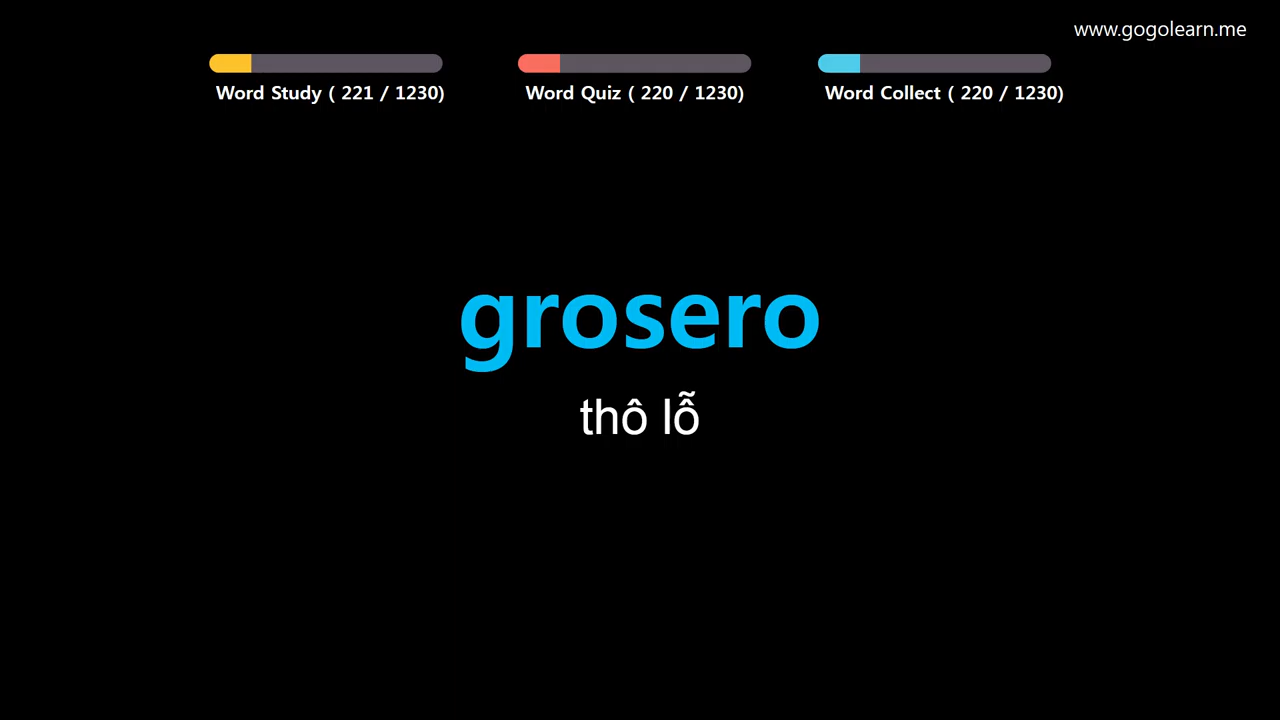 www.gogolearn.me
Word Study ( 221 / 1230)
Word Quiz ( 220 / 1230)
Word Collect ( 220 / 1230)
grosero
thô lỗ